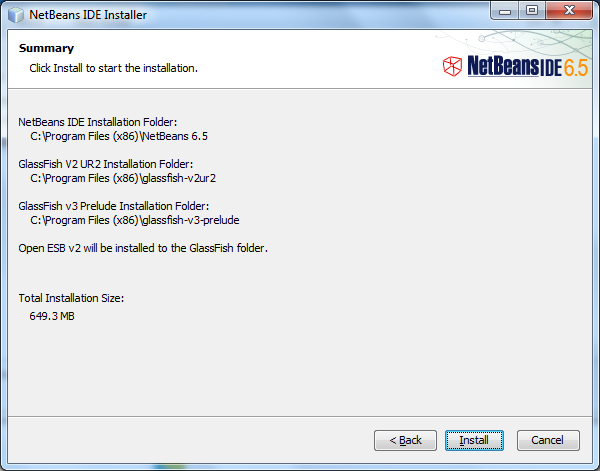 NetBeans IDE Installer
Summary
Click Install to start the installation.
NetBeans IDE 6.5
NetBeans IDE Installation Folder:
C:\Program Files (x86)\NetBeans 6.5
GlassFish V2 UR2 Installation Folder:
C:\Program Files (x86)\glassfish-v2ur2
GlassFish v3 Prelude Installation Folder:
C:\Program Files (x86)\glassfish-v3-prelude
Open ESB v2 will be installed to the GlassFish folder.
Total Installation Size:
649.3 MB
< Back
Install
Cancel